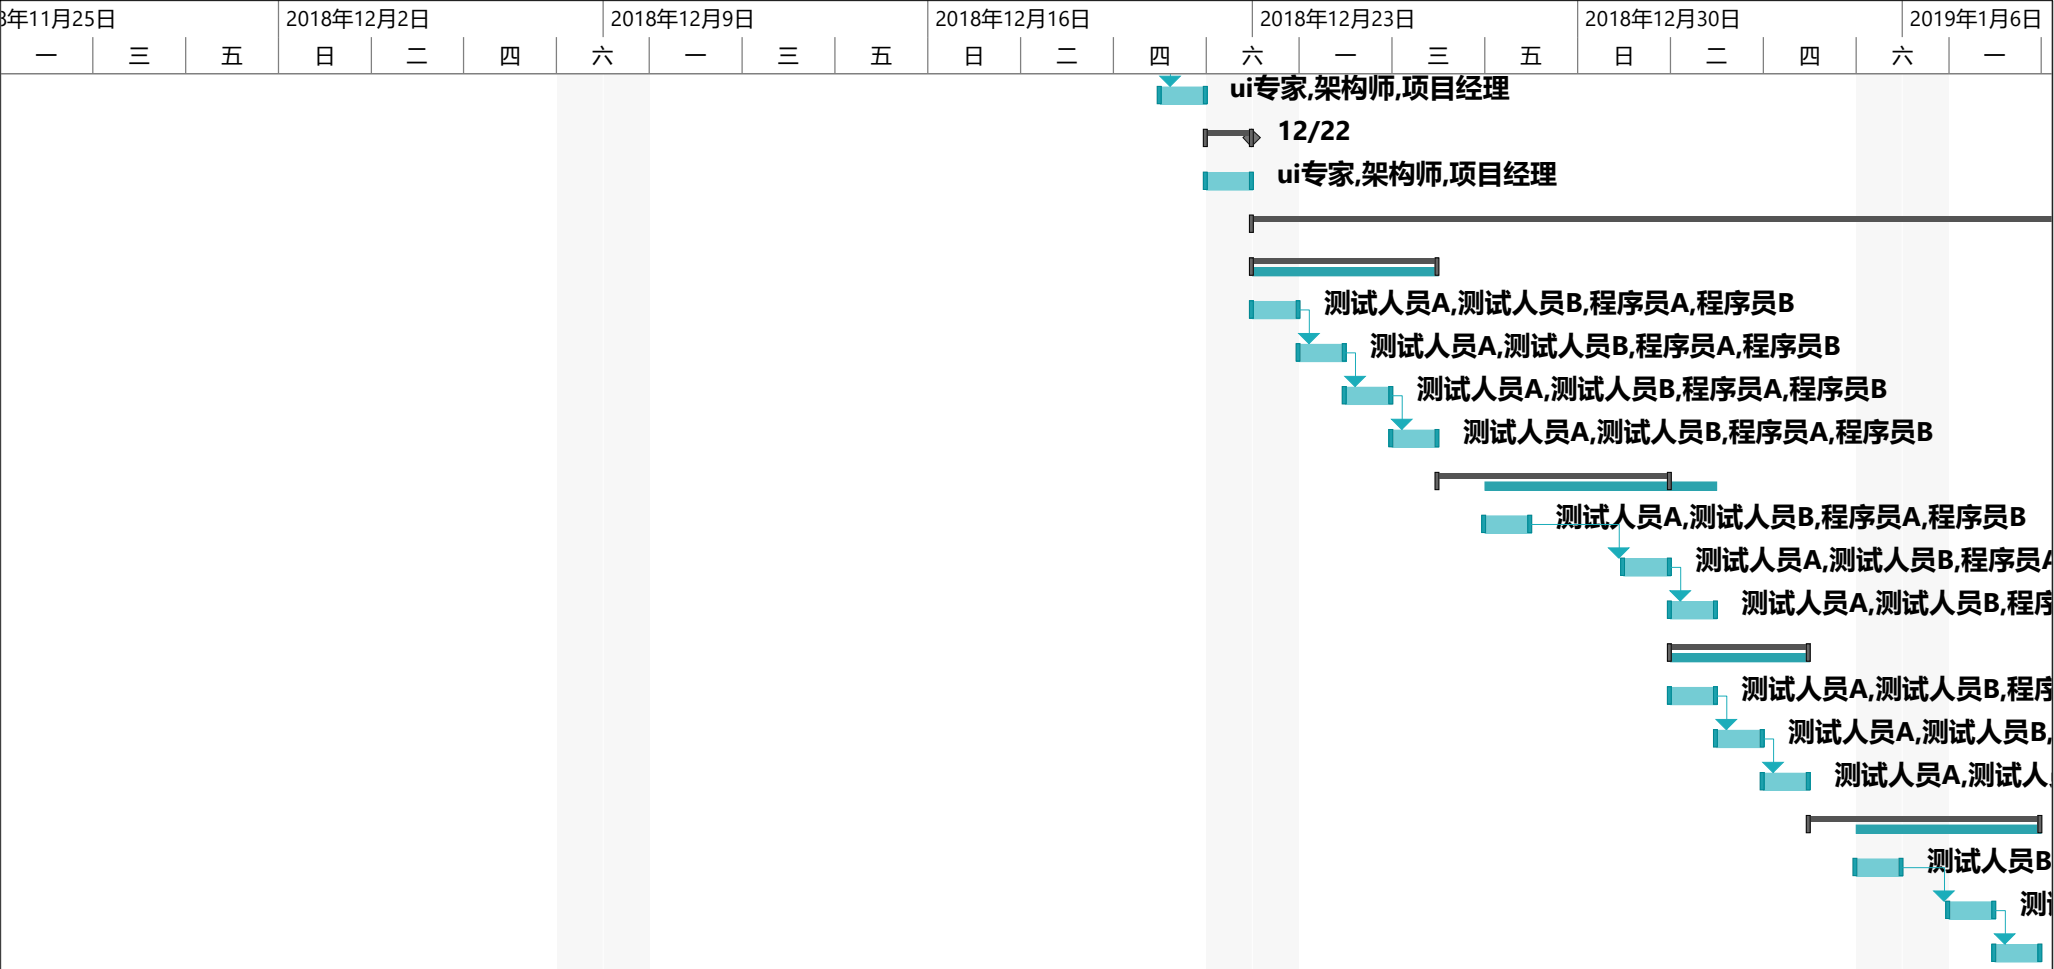 8年11月25日 2018年12月2日 2018年12月9日 2018年12月16日 2018年12月23日 2018年12月30日 2019年1月6日
一 三 五 日 二 四 六 一 三 五 日 二 四 六 一 三 五 日 二 四 六 一
ui专家,架构师,项目经理
12/22
ui专家,架构师,项目经理
测试人员A,测试人员B,程序员A,程序员B
测试人员A,测试人员B,程序员A,程序员B
测试人员A,测试人员B,程序员A,程序员B
测试人员A,测试人员B,程序员A,程序员B
测试人员A,测试人员B,程序员A,程序员B
测试人员A,测试人员B,程序员A
测试人员A,测试人员B,程序
测试人员A,测试人员B,程序
测试人员A,测试人员B,
测试人员A,测试人
测试人员B
测